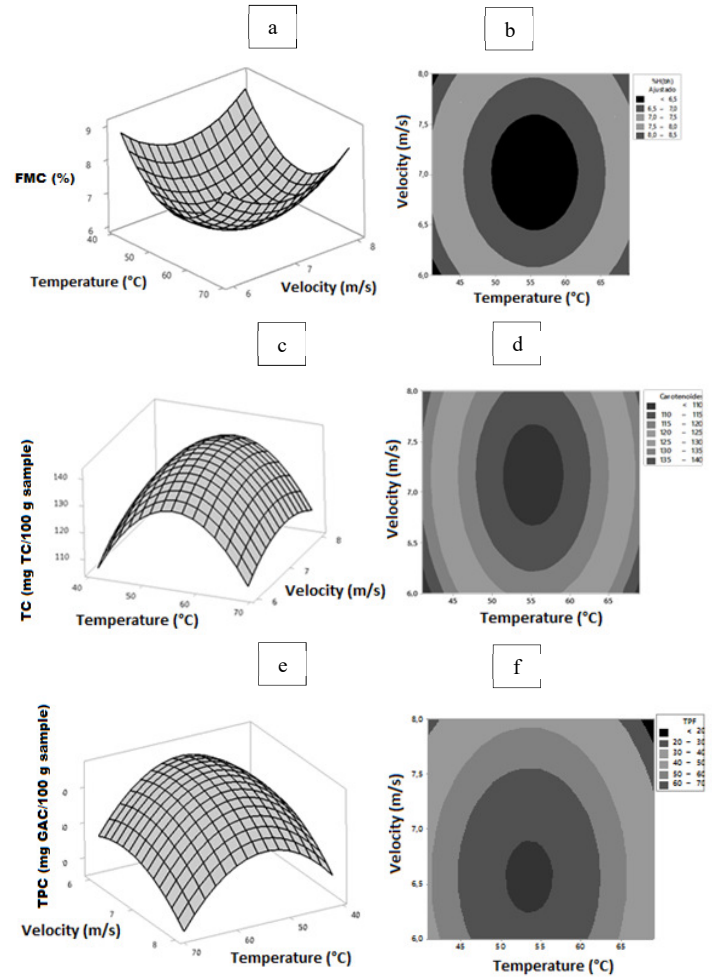 a
b
9
8
7
6
FMC (%)
40
50
60
70
Temperature (°C)
6
7
8
Velocity (m/s)
8,0
7,5
7,0
6,5
6,0
Velocity (m/s)
45
50
55
60
65
Temperature (°C)
Ajustado
< 6,5
6,5 – 7,0
7,0 – 7,5
7,5 – 8,0
8,0 – 8,5
c
d
140
130
120
110
TC (mg TC/100 g sample)
40
50
60
70
Temperature (°C)
6
7
8
Velocity (m/s)
8,0
7,5
7,0
6,5
6,0
Velocity (m/s)
45
50
55
60
65
Temperature (°C)
Carotenoides
< 110
110 – 115
115 – 120
120 – 125
125 – 130
130 – 135
135 – 140
e
f
TPC (mg GAC/100 g sample)
6
7
8
Velocity (m/s)
70
60
50
40
Temperature (°C)
8,0
7,5
7,0
6,5
6,0
Velocity (m/s)
45
50
55
60
65
Temperature (°C)
TPF
< 20
20 – 30
30 – 40
40 – 50
50 – 60
60 – 70